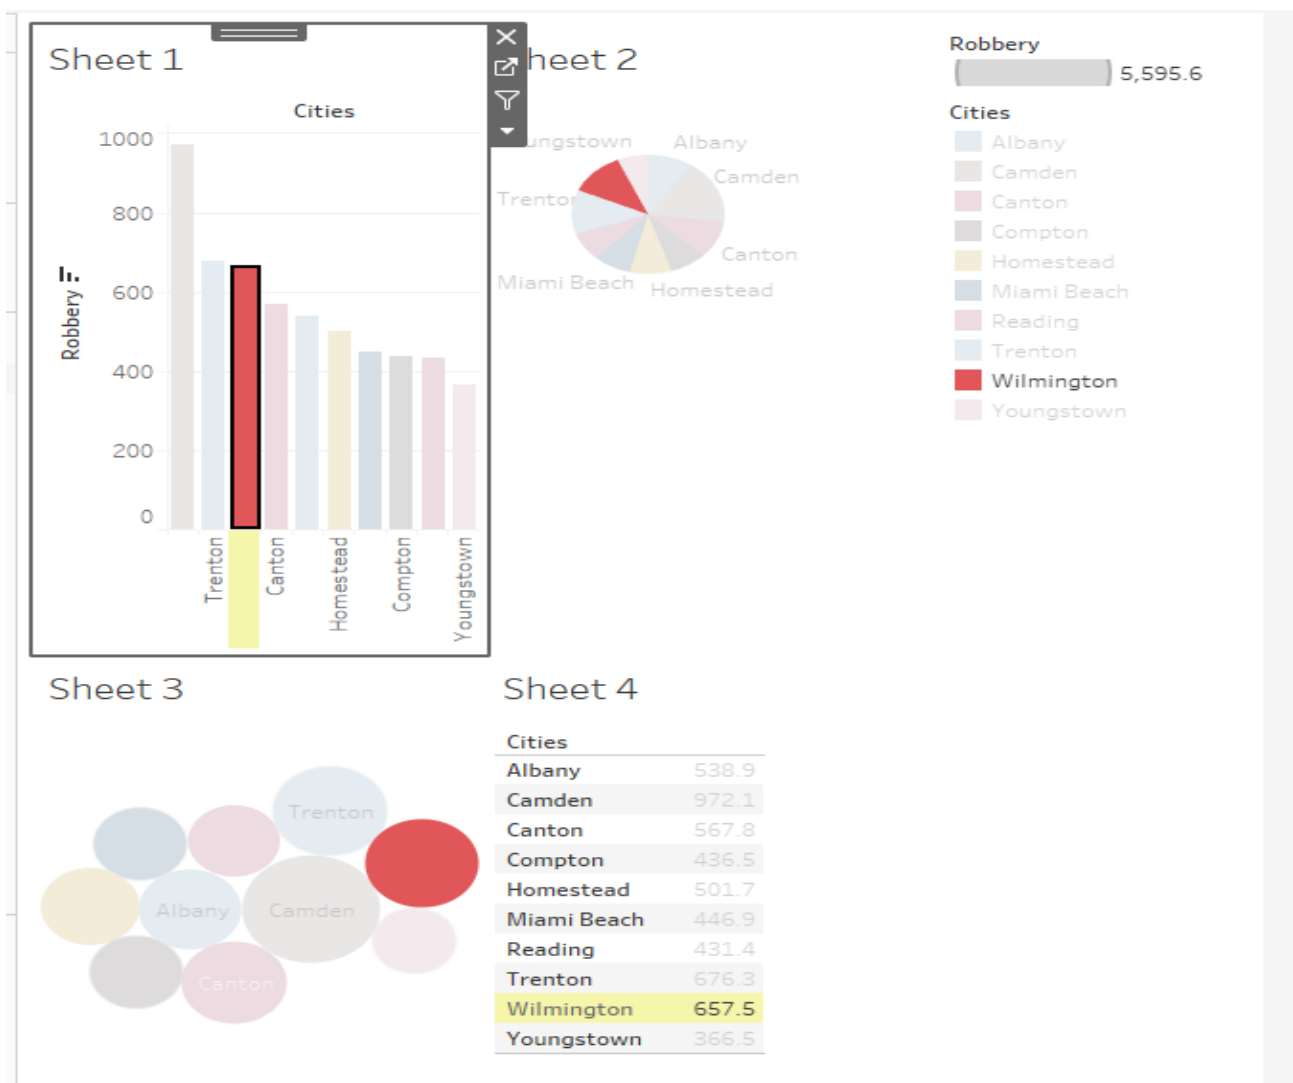 Sheet 1
Cities
Robbery
1000
800
600
400
200
0
Trenton
Canton
Homestead
Compton
Youngstown
heet 2
ungstown
Albany
Camden
Trento
Canton
Miami Beach
Homestead
Robbery
5,595.6
Cities
Albany
Camden
Canton
Compton
Homestead
Miami Beach
Reading
Trenton
Wilmington
Youngstown
Sheet 3
Trenton
Albany
Camden
Canton
Sheet 4
Cities
Albany 538.9
Camden 972.1
Canton 567.8
Compton 436.5
Homestead 501.7
Miami Beach 446.9
Reading 431.4
Trenton 676.3
Wilmington 657.5
Youngstown 366.5